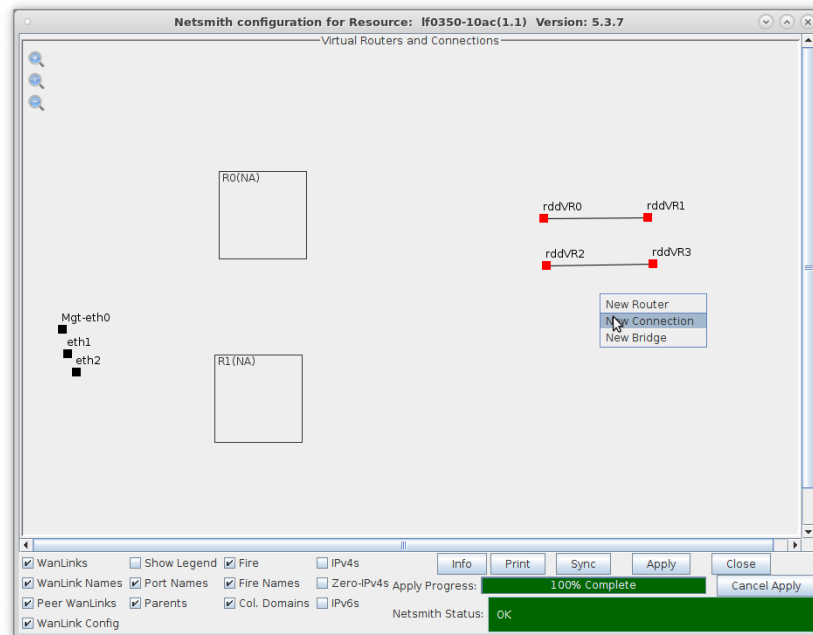 Netsmith configuration for Resource: lf0350-10ac(1.1) Version: 5.3.7
Virtual Routers and Connections
R0(NA)
rddVR0
rddVR1
rddVR2
rddVR3
New Router
New Connection
New Bridge
Mgt-eth0
eth1
eth2
R1(NA)
WanLinks
Show Legend
Fire
IPv4s
Info
Print
Sync
Apply
Close
WanLink Names
Port Names
Fire Names
Zero-IPv4s
Apply Progress:
100% Complete
Cancel Apply
Peer WanLinks
Parents
Col. Domains
IPv6s
Netsmith Status:
OK
WanLink Config